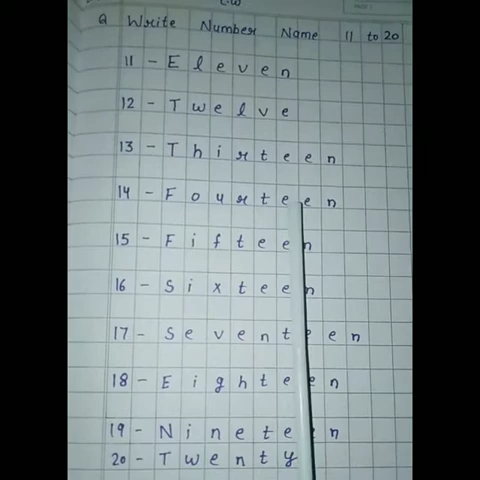 C.W
Q Write Number Name 11 to 20
11 - Eleven
12 - Twelve
13 - Thirteen
14 - Fourteen
15 - Fifteen
16 - Sixteen
17 - Seventeen
18 - Eighteen
19 - Nineteen
20 - Twenty